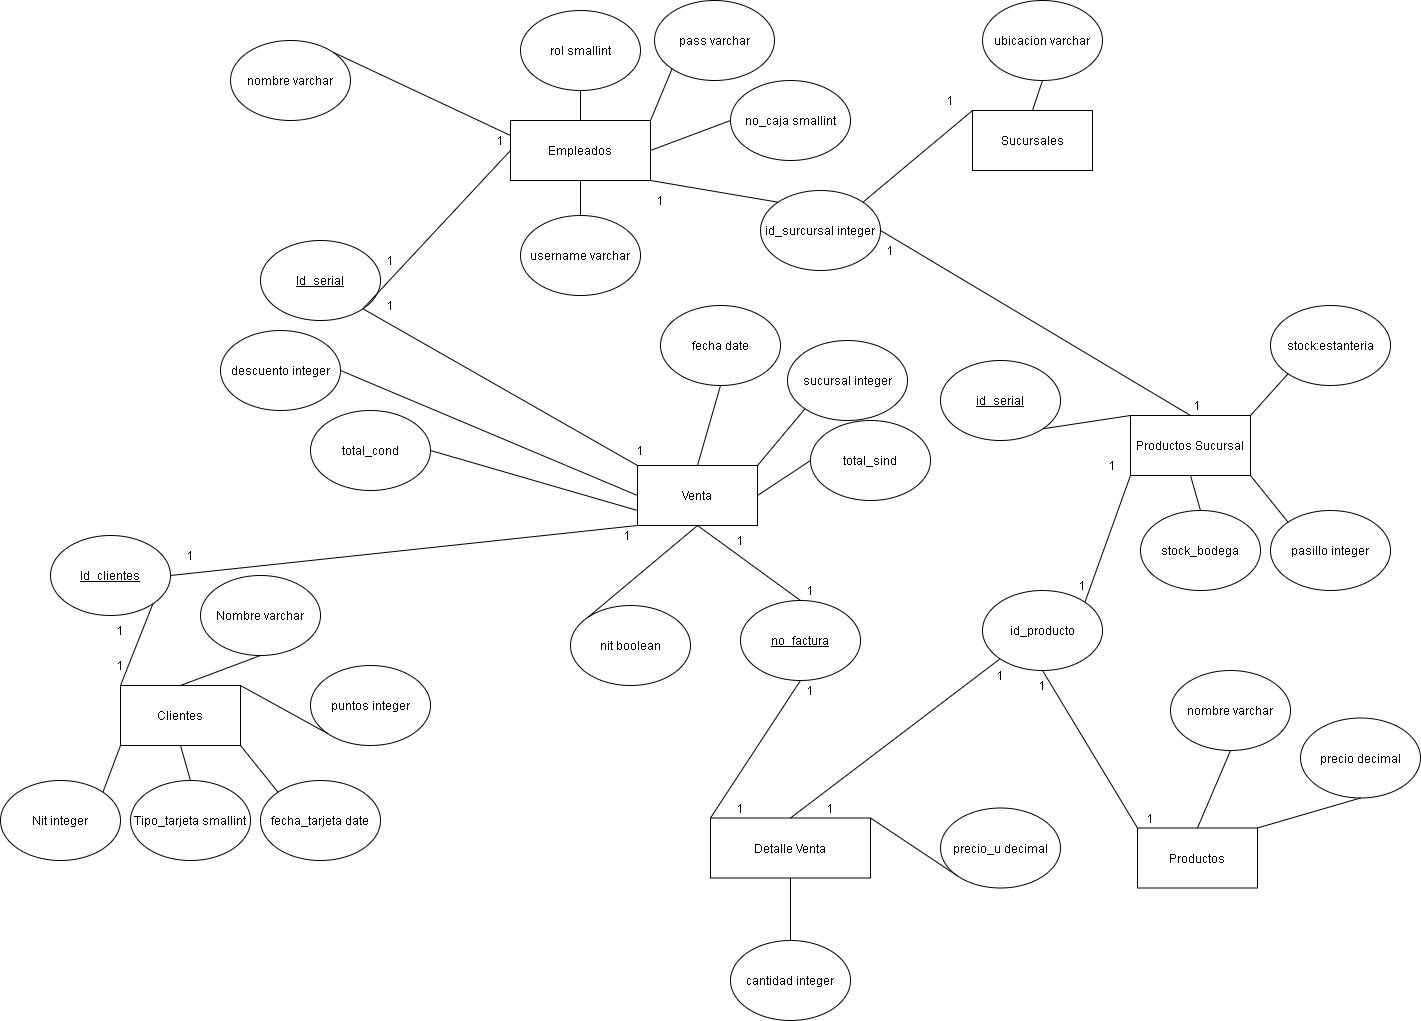 ubicacion varchar
pass varchar
rol smallint
nombre varchar
1
no_caja smallint
Sucursales
1
Empleados
1
id_surcursal integer
1
username varchar
1
Id_serial
1
fecha date
stock:estanteria
descuento integer
sucursal integer
id_serial
1
Productos Sucursal
total_cond
1
total_sind
1
Venta
1
1
stock_bodega
pasillo integer
1
Id_clientes
1
1
Nombre varchar
1
id_producto
no_factura
nit boolean
1
1
1
1
puntos integer
nombre varchar
Clientes
precio decimal
1
1
1
Nit integer
Tipo_tarjeta smallint
fecha_tarjeta date
Detalle Venta
precio_u decimal
Productos
cantidad integer